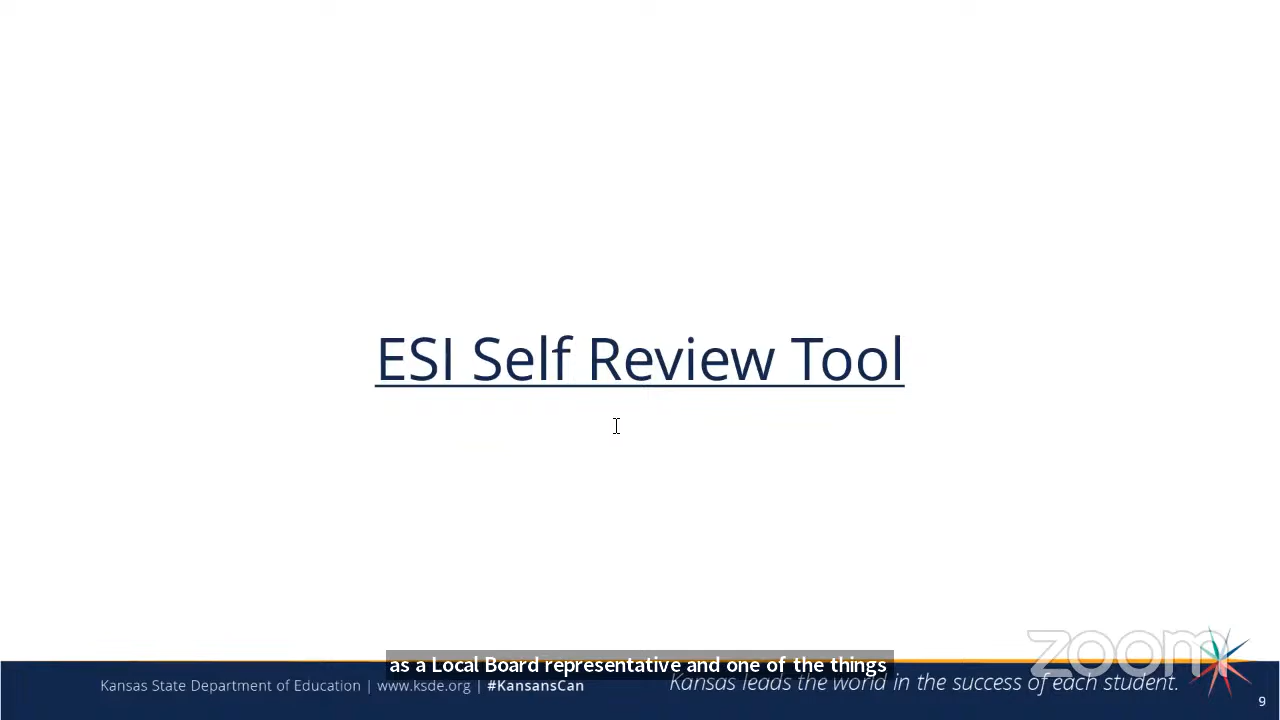 ESI Self Review Tool
zoom
as a Local Board representative and one of the things
Kansas State Department of Education | www.ksde.org | #KansansCan
Kansas leads the world in the success of each student.
9